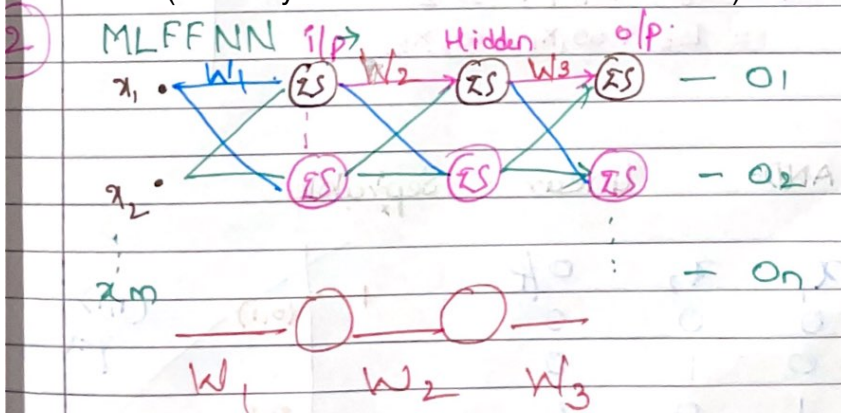 2
MLFFNN i/p Hidden o/p
x₁ W₁ ΣS W₂ ΣS W₃ ΣS - O1
x₂ ΣS ΣS ΣS - O2
xm - On
W₁ W₂ W₃